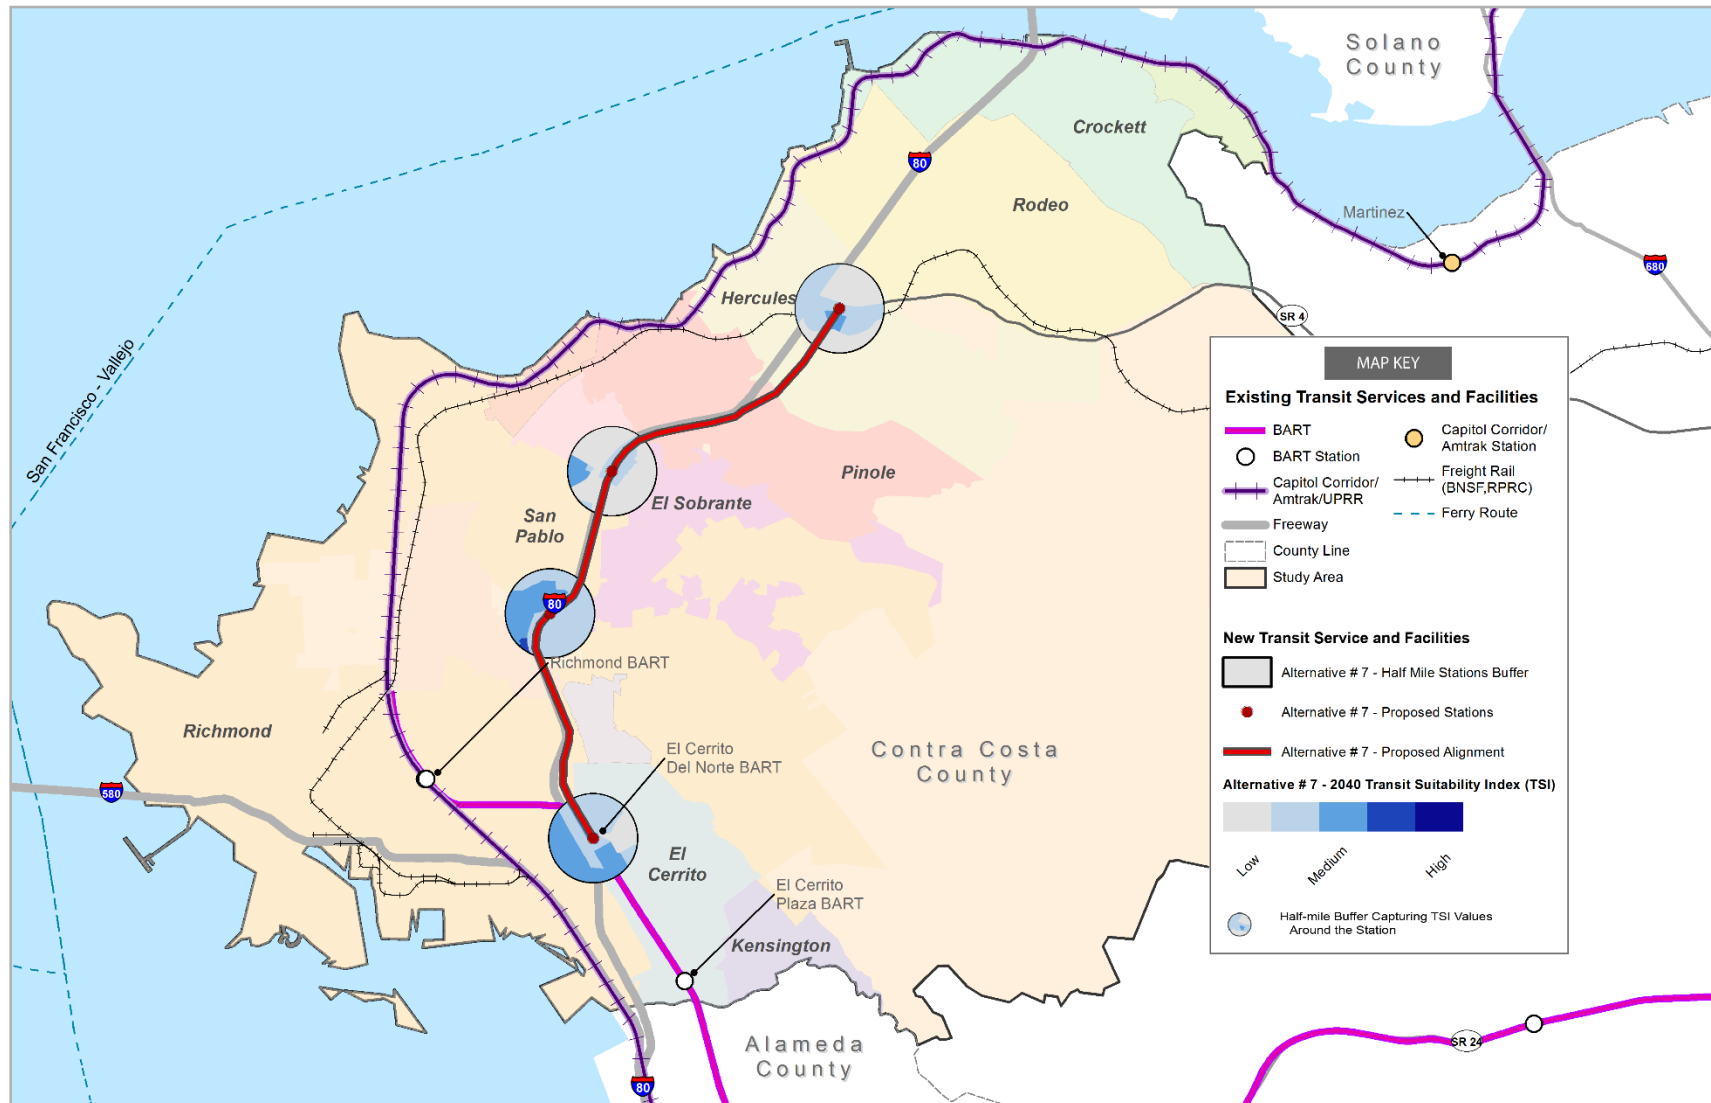 Solano
County
Crockett
80
Rodeo
Martinez
680
Hercules
SR 4
San Francisco - Vallejo
Pinole
El Sobrante
San
Pablo
80
Richmond BART
Richmond
El Cerrito
Del Norte BART
Contra Costa
County
580
El
Cerrito
El Cerrito
Plaza BART
Kensington
Alameda
County
SR 24
80
MAP KEY
Existing Transit Services and Facilities
BART
BART Station
Capitol Corridor/
Amtrak/UPRR
Freeway
County Line
Study Area
Capitol Corridor/
Amtrak Station
Freight Rail
(BNSF,RPRC)
Ferry Route
New Transit Service and Facilities
Alternative # 7 - Half Mile Stations Buffer
Alternative # 7 - Proposed Stations
Alternative # 7 - Proposed Alignment
Alternative # 7 - 2040 Transit Suitability Index (TSI)
Low
Medium
High
Half-mile Buffer Capturing TSI Values
Around the Station